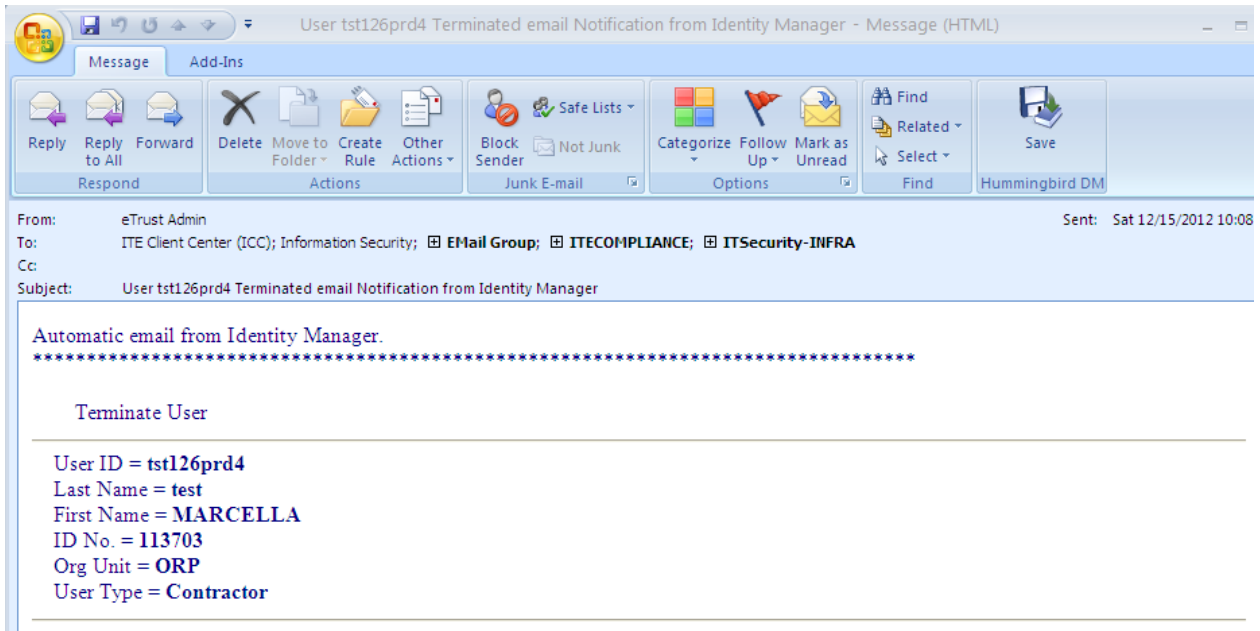 User tst126prd4 Terminated email Notification from Identity Manager - Message (HTML)
Message Add-Ins
Reply Reply to All Forward
Respond
Delete Move to Folder Create Rule Other Actions
Actions
Block Sender Safe Lists Not Junk
Junk E-mail
Categorize Follow Up Mark as Unread
Options
Find
Related
Select
Find
Save
Hummingbird DM
From: eTrust Admin Sent: Sat 12/15/2012 10:08
To: ITE Client Center (ICC); Information Security; EMail Group; ITECOMPLIANCE; ITSecurity-INFRA
Cc:
Subject: User tst126prd4 Terminated email Notification from Identity Manager
Automatic email from Identity Manager.
**********************************************************************************
Terminate User
User ID = tst126prd4
Last Name = test
First Name = MARCELLA
ID No. = 113703
Org Unit = ORP
User Type = Contractor